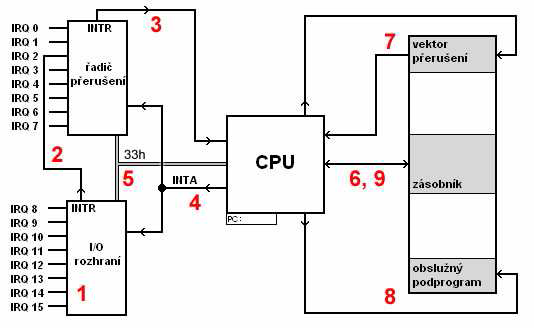 IRQ 0
IRQ 1
IRQ 2
IRQ 3
IRQ 4
IRQ 5
IRQ 6
IRQ 7
INTR
řadič
přerušení
3
2
33h
5
INTA
4
CPU
PC:
7
6, 9
8
vektor
přerušení
zásobník
obslužný
podprogram
IRQ 8
IRQ 9
IRQ 10
IRQ 11
IRQ 12
IRQ 13
IRQ 14
IRQ 15
INTR
I/O
rozhraní
1